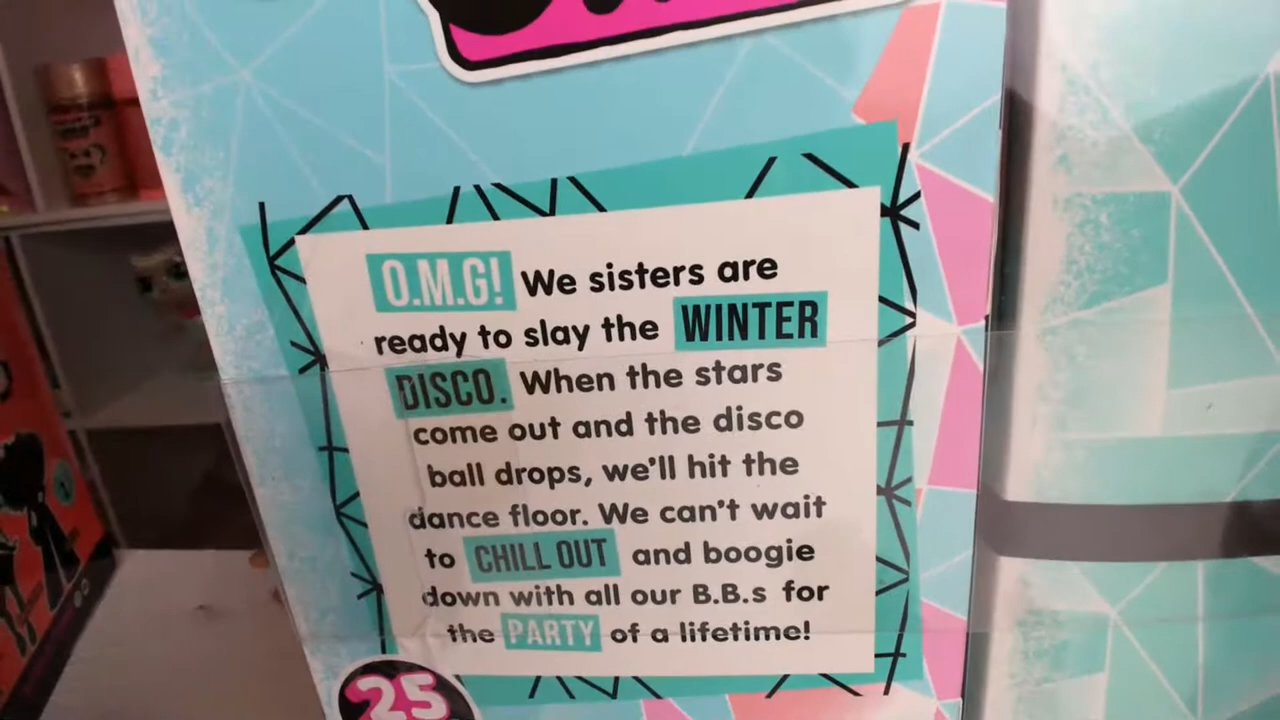 O.M.G! We sisters are
ready to slay the WINTER
DISCO. When the stars
come out and the disco
ball drops, we'll hit the
dance floor. We can't wait
to CHILL OUT and boogie
down with all our B.B.s for
the PARTY of a lifetime!
25